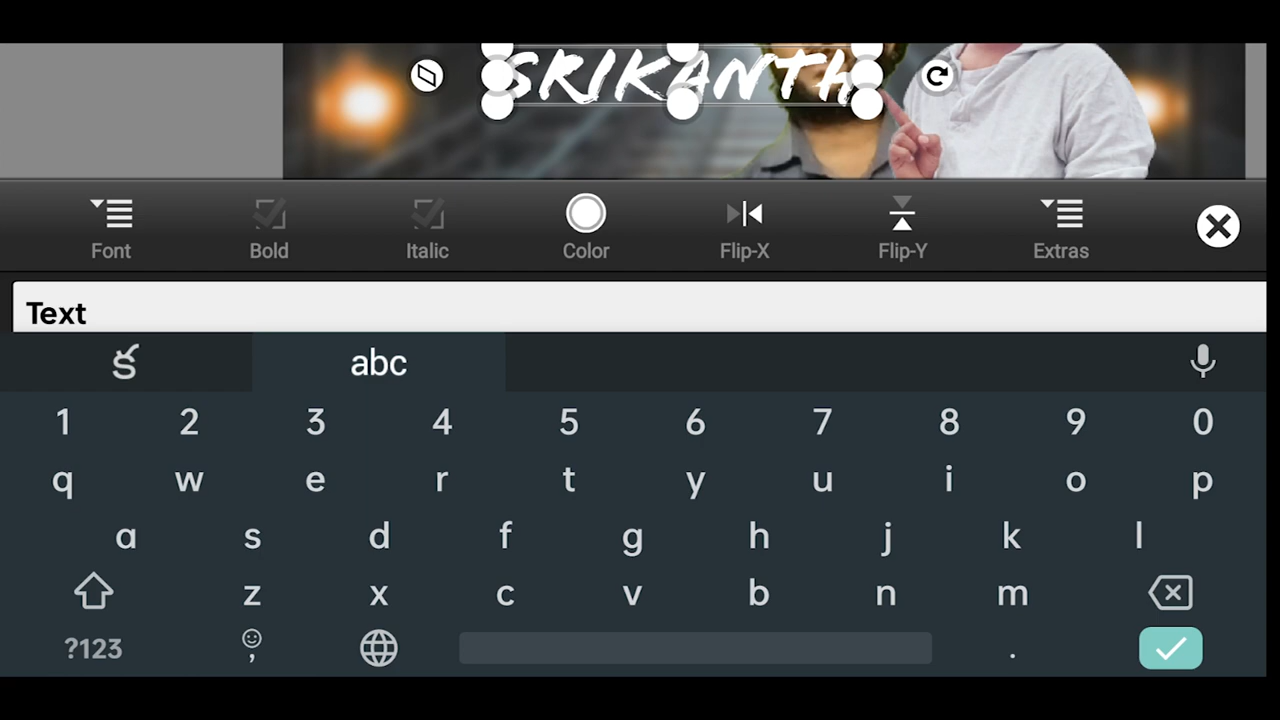 SRIKANTH
Font Bold Italic Color Flip-X Flip-Y Extras
Text
క abc
1 2 3 4 5 6 7 8 9 0
q w e r t y u i o p
a s d f g h j k l
z x c v b n m
?123 , .